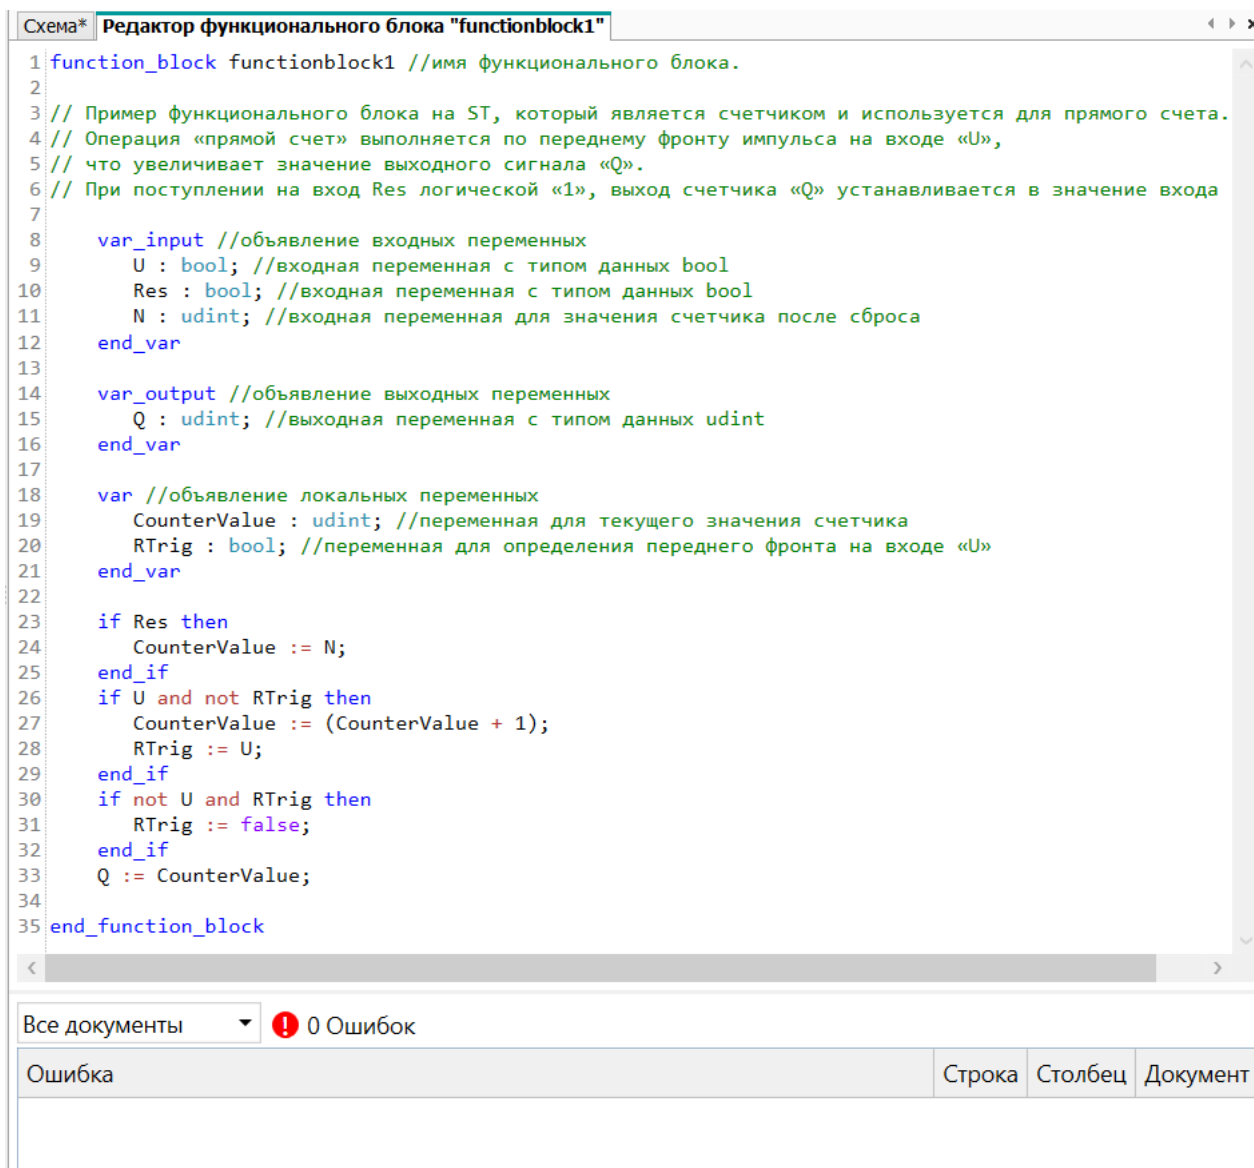 Схема* Редактор функционального блока "functionblock1"
1 function_block functionblock1 //имя функционального блока.
2
3 // Пример функционального блока на ST, который является счетчиком и используется для прямого счета.
4 // Операция «прямой счет» выполняется по переднему фронту импульса на входе «U»,
5 // что увеличивает значение выходного сигнала «Q».
6 // При поступлении на вход Res логической «1», выход счетчика «Q» устанавливается в значение входа
7
8 var_input //объявление входных переменных
9 U : bool; //входная переменная с типом данных bool
10 Res : bool; //входная переменная с типом данных bool
11 N : udint; //входная переменная для значения счетчика после сброса
12 end_var
13
14 var_output //объявление выходных переменных
15 Q : udint; //выходная переменная с типом данных udint
16 end_var
17
18 var //объявление локальных переменных
19 CounterValue : udint; //переменная для текущего значения счетчика
20 RTrig : bool; //переменная для определения переднего фронта на входе «U»
21 end_var
22
23 if Res then
24 CounterValue := N;
25 end_if
26 if U and not RTrig then
27 CounterValue := (CounterValue + 1);
28 RTrig := U;
29 end_if
30 if not U and RTrig then
31 RTrig := false;
32 end_if
33 Q := CounterValue;
34
35 end_function_block
Все документы 0 Ошибок
Ошибка Строка Столбец Документ